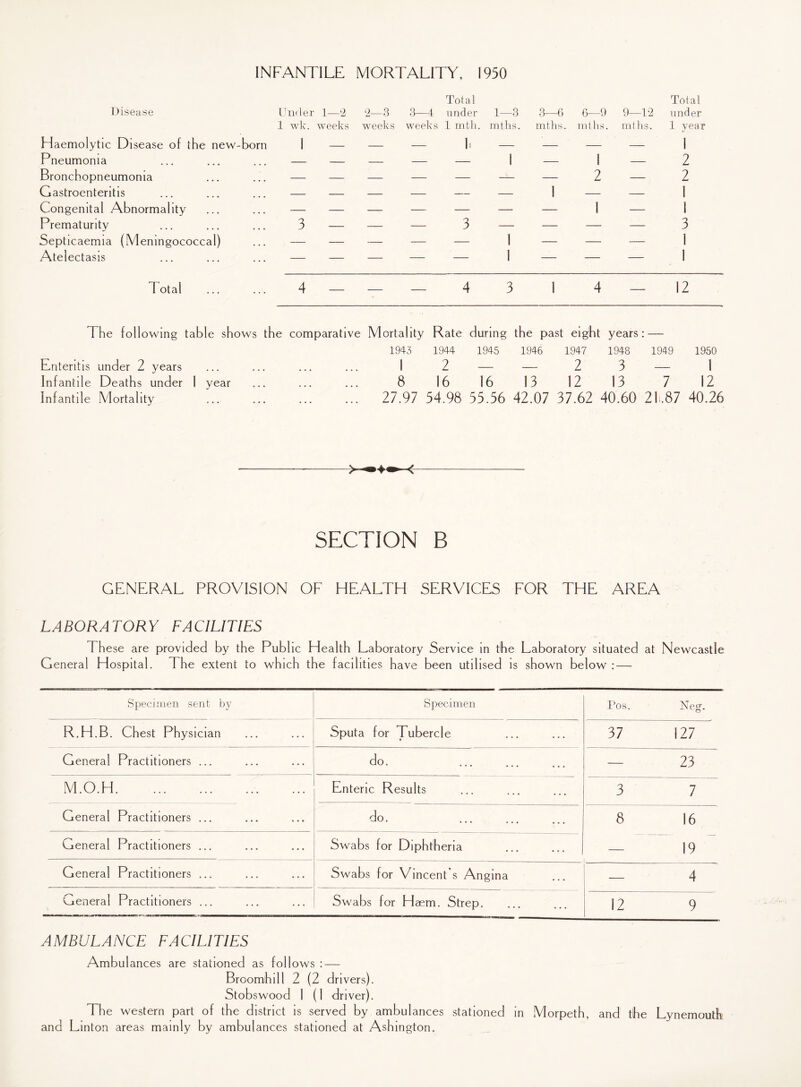 INFANTILE MORTALITY, 1950
Total Total
Disease Under 1—2 2—3 3—4 under 1—3 3—6 6—9 9—12 under
1 wk. weeks weeks weeks 1 mth. mths. mths. mths. mths. 1 year
Haemolytic Disease of the new-born 1 — — — 1 — — — — 1
Pneumonia ... ... ... — — — — — 1 — 1 — 2
Bronchopneumonia ... ... — — — — — — — 2 — 2
Gastroenteritis ... ... ... — — — — — — 1 — — 1
Congenital Abnormality ... ... — — — — — — — 1 — 1
Prematurity ... ... ... 3 — — — 3 — — — — 3
Septicaemia (Meningococcal) ... — — — — — 1 — — — 1
Atelectasis ... ... ... — — — — — 1 — — — 1
Total ... ... 4 — — — 4 3 1 4 — 12
The following table shows the comparative Mortality Rate during the past eight years: —
1943 1944 1945 1946 1947 1948 1949 1950
Enteritis under 2 years ... ... ... ... 1 2 — — 2 3 — 1
Infantile Deaths under 1 year ... ... ... 8 16 16 13 12 13 7 12
Infantile Mortality ... ... ... ... 27.97 54.98 55.56 42.07 37.62 40.60 21.87 40.26
SECTION B
GENERAL PROVISION OF HEALTH SERVICES FOR THE AREA
LABORATORY FACILITIES
These are provided by the Public Health Laboratory Service in the Laboratory situated at Newcastle
General Hospital. The extent to which the facilities have been utilised is shown below :—
Specimen sent by Specimen Pos. Neg.
R.H.B. Chest Physician ... ... Sputa for Tubercle ... ... 37 127
General Practitioners ... ... ... do. ... ... ... — 23
M.O.H. ... ... ... ... Enteric Results ... ... ... 3 7
General Practitioners ... ... ... do. ... ... ... 8 16
General Practitioners ... ... ... Swabs for Diphtheria ... ... — 19
General Practitioners ... ... ... Swabs for Vincent's Angina ... — 4
General Practitioners ... ... ... Swabs for Hæm. Strep. ... ... 12 9
AMBULANCE FACILITIES
Ambulances are stationed as follows :—
Broomhill 2 (2 drivers).
Stobswood 1 (1 driver).
The western part of the district is served by ambulances stationed in Morpeth, and the Lynemouth
and Linton areas mainly by ambulances stationed at Ashington.